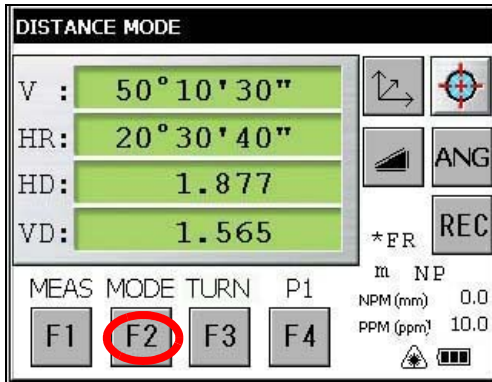 DISTANCE MODE
V : 50°10'30"
HR: 20°30'40"
HD: 1.877
VD: 1.565
ANG
REC
*FR
m NP
NPM (mm) 0.0
PPM (ppm) 10.0
MEAS MODE TURN P1
F1 F2 F3 F4